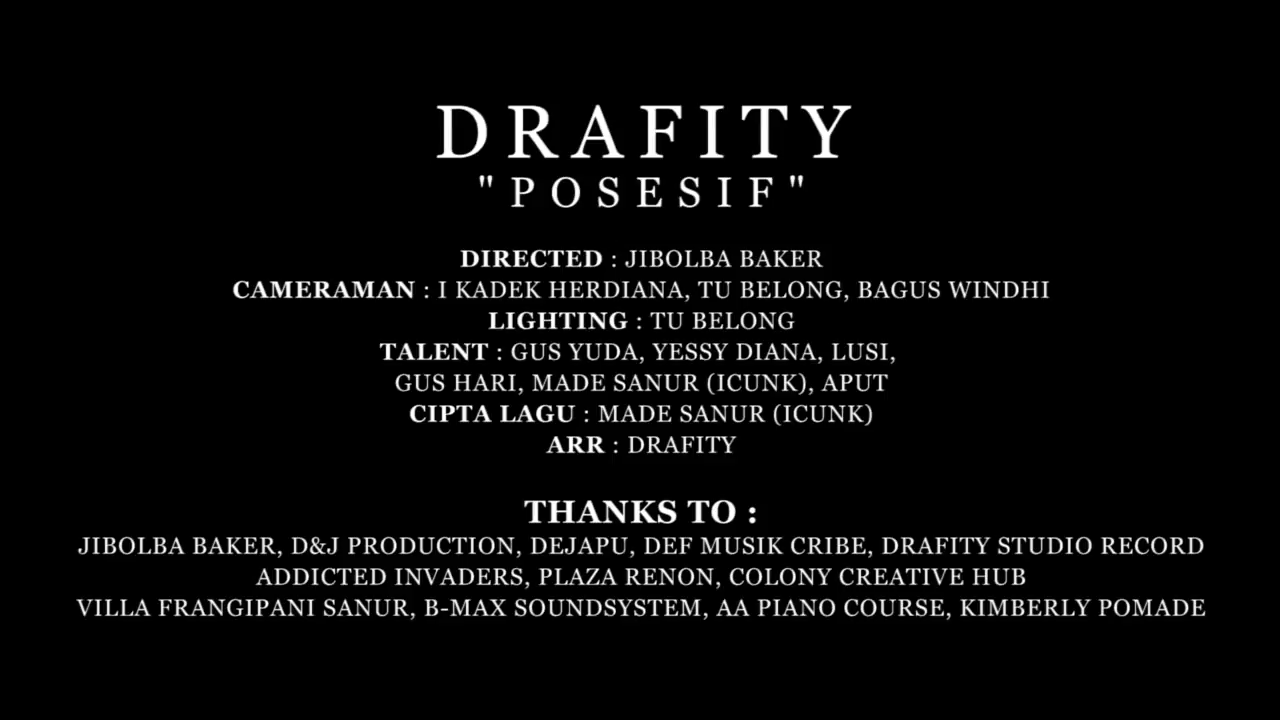 DRAFITY
"POSESIF"
DIRECTED : JIBOLBA BAKER
CAMERAMAN : I KADEK HERDIANA, TU BELONG, BAGUS WINDHI
LIGHTING : TU BELONG
TALENT : GUS YUDA, YESSY DIANA, LUSI,
GUS HARI, MADE SANUR (ICUNK), APUT
CIPTA LAGU : MADE SANUR (ICUNK)
ARR : DRAFITY
THANKS TO :
JIBOLBA BAKER, D&J PRODUCTION, DEJAPU, DEF MUSIK CRIBE, DRAFITY STUDIO RECORD
ADDICTED INVADERS, PLAZA RENON, COLONY CREATIVE HUB
VILLA FRANGIPANI SANUR, B-MAX SOUNDSYSTEM, AA PIANO COURSE, KIMBERLY POMADE